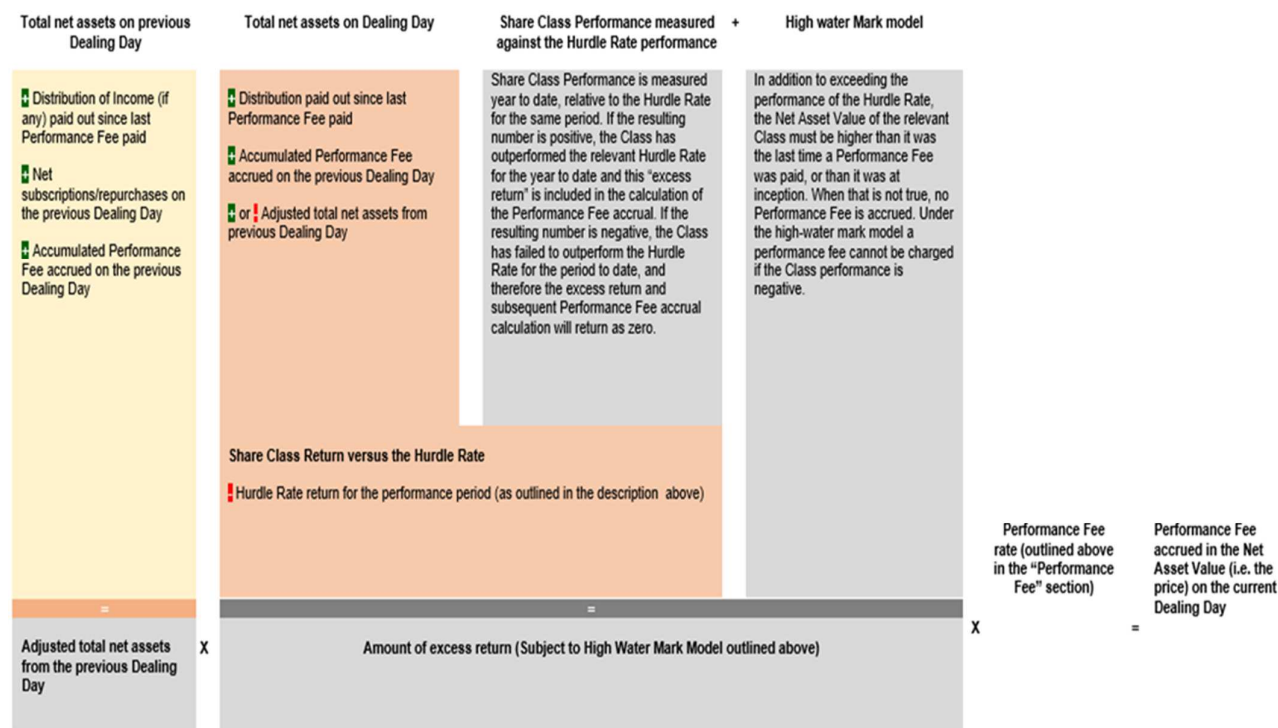 Total net assets on previous
Dealing Day
Total net assets on Dealing Day
Share Class Performance measured
against the Hurdle Rate performance
+
High water Mark model
+ Distribution of Income (if
any) paid out since last
Performance Fee paid
+ Net
subscriptions/repurchases on
the previous Dealing Day
+ Accumulated Performance
Fee accrued on the previous
Dealing Day
+ Distribution paid out since last
Performance Fee paid
+ Accumulated Performance Fee
accrued on the previous Dealing Day
+ or ! Adjusted total net assets from
previous Dealing Day
Share Class Performance is measured
year to date, relative to the Hurdle Rate
for the same period. If the resulting
number is positive, the Class has
outperformed the relevant Hurdle Rate
for the year to date and this “excess
return” is included in the calculation of
the Performance Fee accrual. If the
resulting number is negative, the Class
has failed to outperform the Hurdle
Rate for the period to date, and
therefore the excess return and
subsequent Performance Fee accrual
calculation will return as zero.
In addition to exceeding the
performance of the Hurdle Rate,
the Net Asset Value of the relevant
Class must be higher than it was
the last time a Performance Fee
was paid, or than it was at
inception. When that is not true, no
Performance Fee is accrued. Under
the high-water mark model a
performance fee cannot be charged
if the Class performance is
negative.
Share Class Return versus the Hurdle Rate
! Hurdle Rate return for the performance period (as outlined in the description above)
=
=
Adjusted total net assets
from the previous Dealing
Day
X
Amount of excess return (Subject to High Water Mark Model outlined above)
X
Performance Fee
rate (outlined above
in the “Performance
Fee” section)
=
Performance Fee
accrued in the Net
Asset Value (i.e. the
price) on the current
Dealing Day